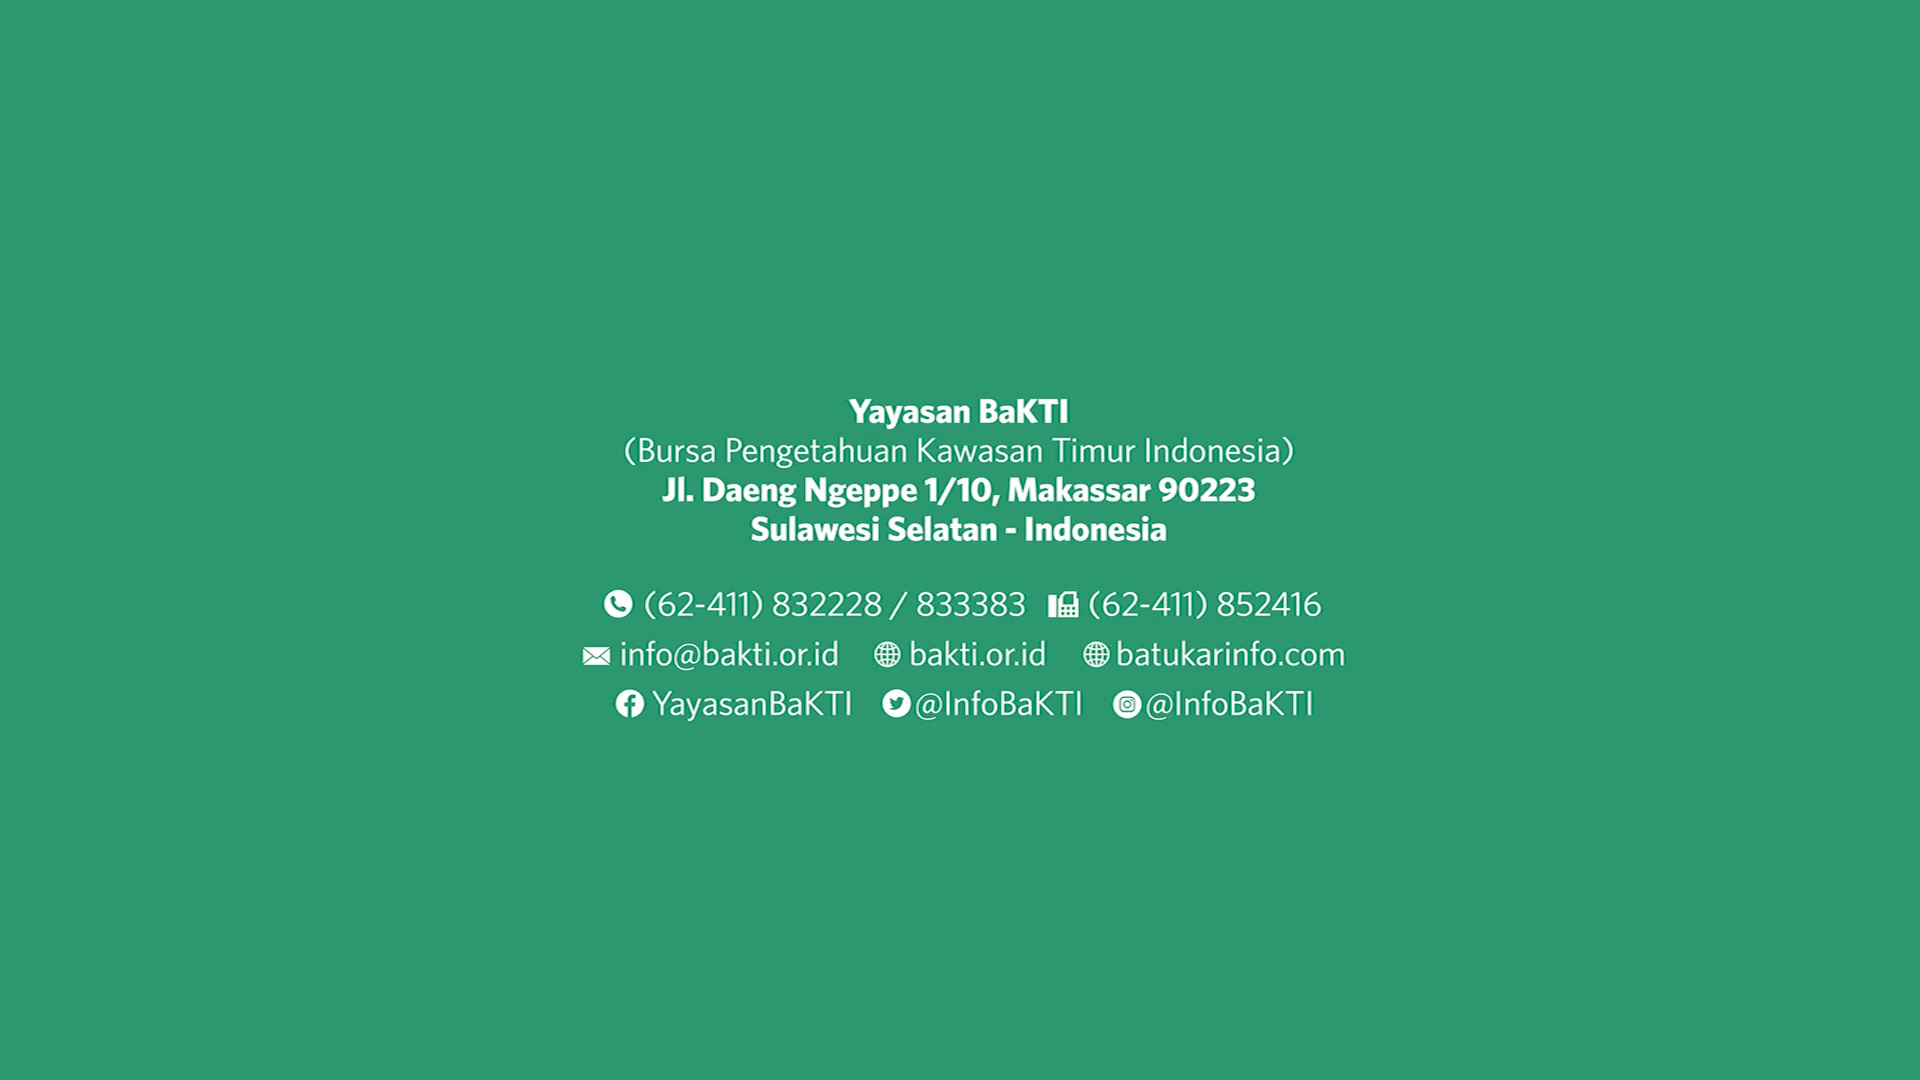 Yayasan BaKTI
(Bursa Pengetahuan Kawasan Timur Indonesia)
Jl. Daeng Ngeppe 1/10, Makassar 90223
Sulawesi Selatan - Indonesia
(62-411) 832228 / 833383 (62-411) 852416
info@bakti.or.id bakti.or.id batukarinfo.com
YayasanBaKTI @InfoBaKTI @InfoBaKTI